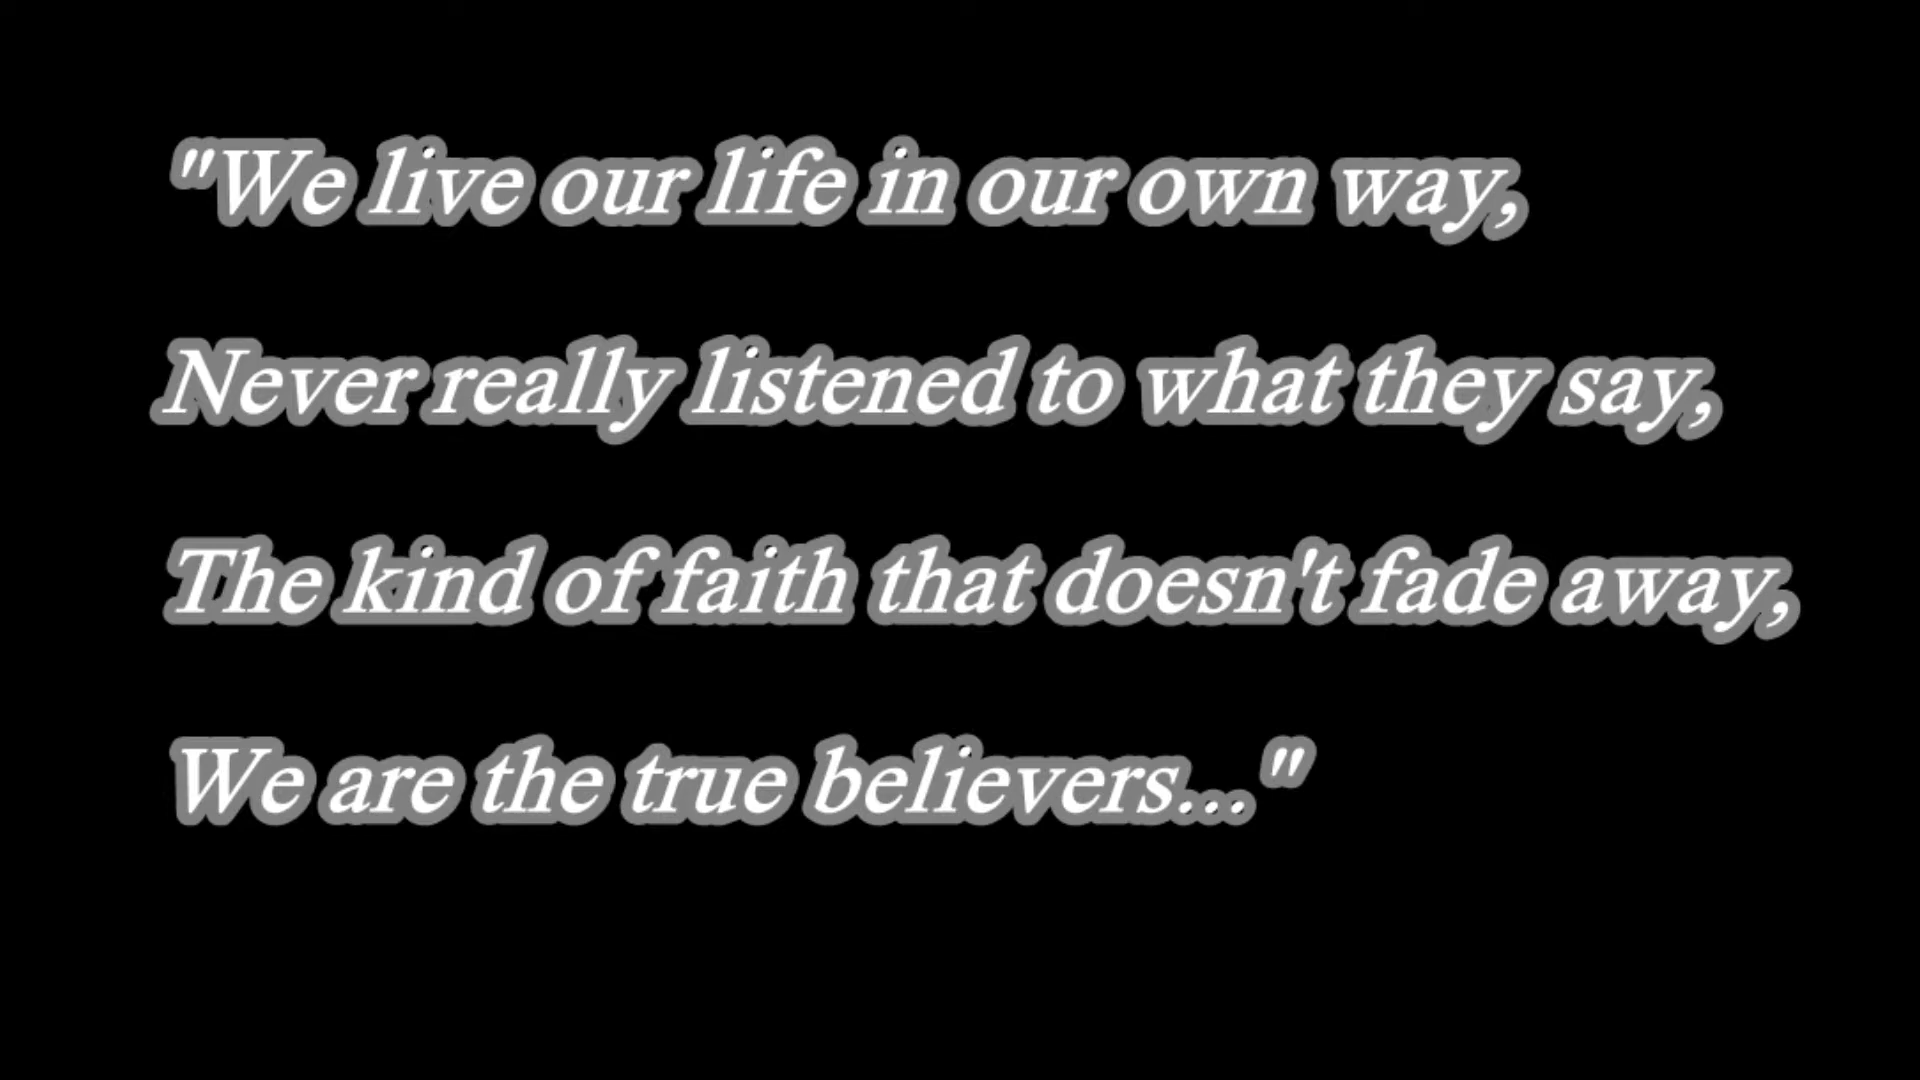 "We live our life in our own way,
Never really listened to what they say,
The kind of faith that doesn't fade away,
We are the true believers..."